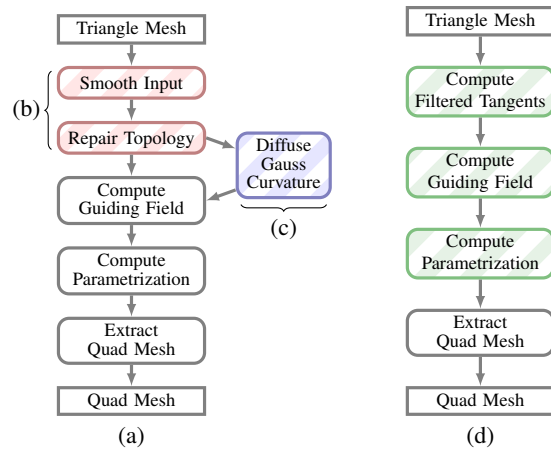 Triangle Mesh
(b)
Smooth Input
Repair Topology
Diffuse
Gauss
Curvature
(c)
Compute
Guiding Field
Compute
Parametrization
Extract
Quad Mesh
Quad Mesh
(a)
Triangle Mesh
Compute
Filtered Tangents
Compute
Guiding Field
Compute
Parametrization
Extract
Quad Mesh
Quad Mesh
(d)